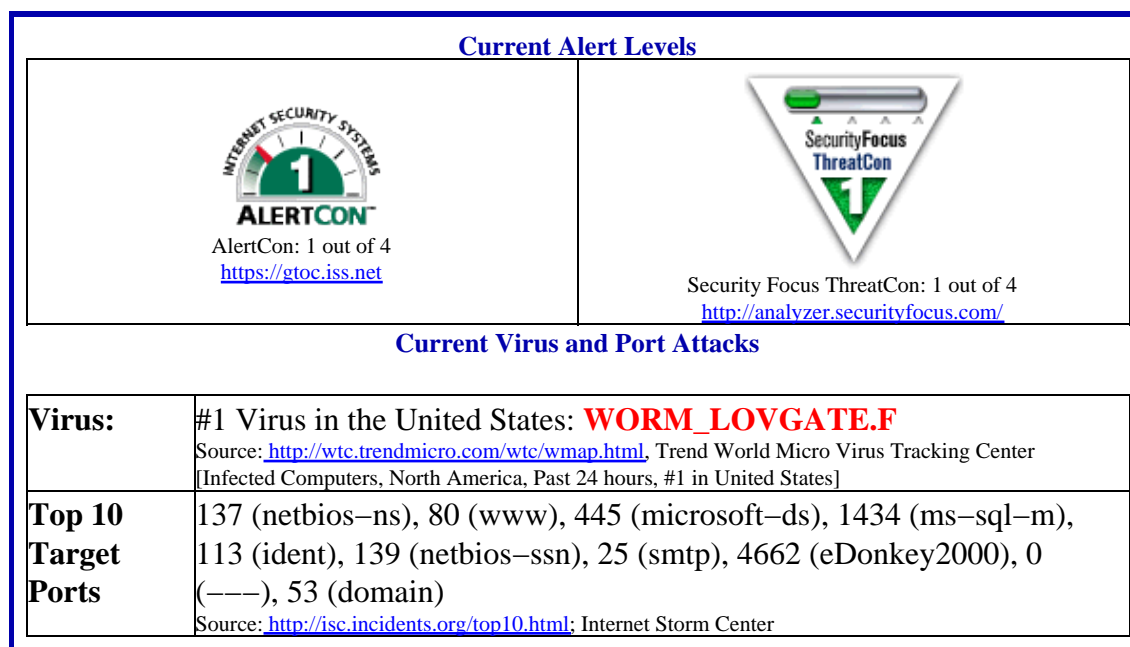 Current Alert Levels
INTERNET SECURITY SYSTEMS
1
ALERTCON™
AlertCon: 1 out of 4
https://gtoc.iss.net
SecurityFocus
ThreatCon
1
Security Focus ThreatCon: 1 out of 4
http://analyzer.securityfocus.com/
Current Virus and Port Attacks
Virus:
#1 Virus in the United States: WORM_LOVGATE.F
Source: http://wtc.trendmicro.com/wtc/wmap.html, Trend World Micro Virus Tracking Center
[Infected Computers, North America, Past 24 hours, #1 in United States]
Top 10
Target
Ports
137 (netbios−ns), 80 (www), 445 (microsoft−ds), 1434 (ms−sql−m),
113 (ident), 139 (netbios−ssn), 25 (smtp), 4662 (eDonkey2000), 0
(−−−), 53 (domain)
Source: http://isc.incidents.org/top10.html; Internet Storm Center